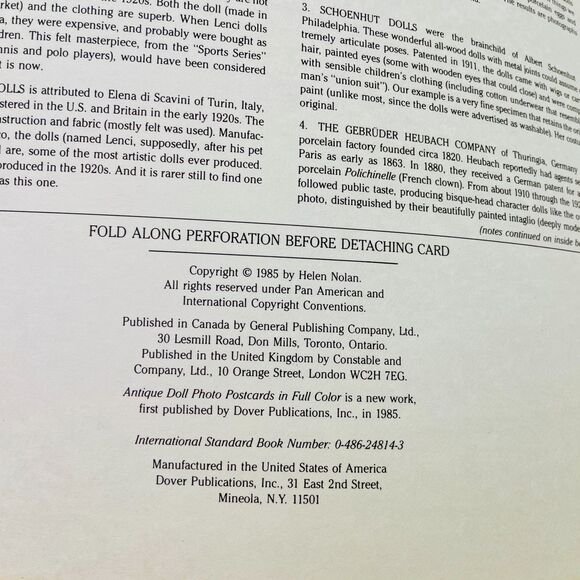 1920s. Both the doll (made in
rket) and the clothing are superb. When Lenci dolls
a, they were expensive, and probably were bought as
dren. This felt masterpiece, from the "Sports Series"
nnis and polo players), would have been considered
t is now.
OLLS is attributed to Elena di Scavini of Turin, Italy,
stered in the U.S. and Britain in the early 1920s. The
struction and fabric (mostly felt was used). Manufac-
co, the dolls (named Lenci, supposedly, after his pet
d are, some of the most artistic dolls ever produced.
produced in the 1920s. And it is rarer still to find one
as this one.
results are photographs
3. SCHOENHUT DOLLS were the brainchild of Albert Schoenhut
Philadelphia. These wonderful all-wood dolls with metal joints could assume
tremely articulate poses. Patented in 1911, the dolls came with wigs or
hair, painted eyes (some with wooden eyes that could close) and were
with sensible children's clothing (including cotton underwear that
man's "union suit"). Our example is a very fine specimen that retains the
paint (unlike most, since the dolls were advertised as washable). Her
original.
4. THE GEBRÜDER HEUBACH COMPANY of Thuringia, Germany
porcelain factory founded circa 1820. Heubach reportedly had agents
Paris as early as 1863. In 1880, they received a German patent for
porcelain Polichinelle (French clown). From about 1910 through the 192
followed public taste, producing bisque-head character dolls like the
photo, distinguished by their beautifully painted intaglio (deeply
(notes continued on inside
FOLD ALONG PERFORATION BEFORE DETACHING CARD
Copyright © 1985 by Helen Nolan.
All rights reserved under Pan American and
International Copyright Conventions.
Published in Canada by General Publishing Company, Ltd.,
30 Lesmill Road, Don Mills, Toronto, Ontario.
Published in the United Kingdom by Constable and
Company, Ltd., 10 Orange Street, London WC2H 7EG.
Antique Doll Photo Postcards in Full Color is a new work,
first published by Dover Publications, Inc., in 1985.
International Standard Book Number: 0-486-24814-3
Manufactured in the United States of America
Dover Publications, Inc., 31 East 2nd Street,
Mineola, N.Y. 11501